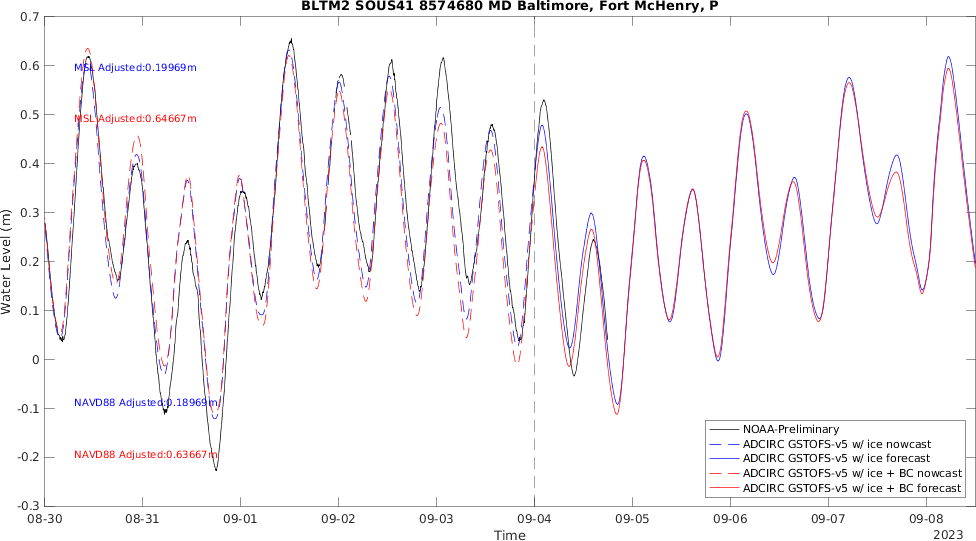 BLTM2 SOUS41 8574680 MD Baltimore, Fort McHenry, P
0.7
0.6
0.5
0.4
0.3
0.2
0.1
0
-0.1
-0.2
-0.3
Water Level (m)
MSL Adjusted:0.19969m
MSL Adjusted:0.64667m
NAVD88 Adjusted:0.18969m
NAVD88 Adjusted:0.63667m
NOAA-Preliminary
ADCIRC GSTOFS-v5 w/ ice nowcast
ADCIRC GSTOFS-v5 w/ ice forecast
ADCIRC GSTOFS-v5 w/ ice + BC nowcast
ADCIRC GSTOFS-v5 w/ ice + BC forecast
08-30 08-31 09-01 09-02 09-03 09-04 09-05 09-06 09-07 09-08
Time
2023